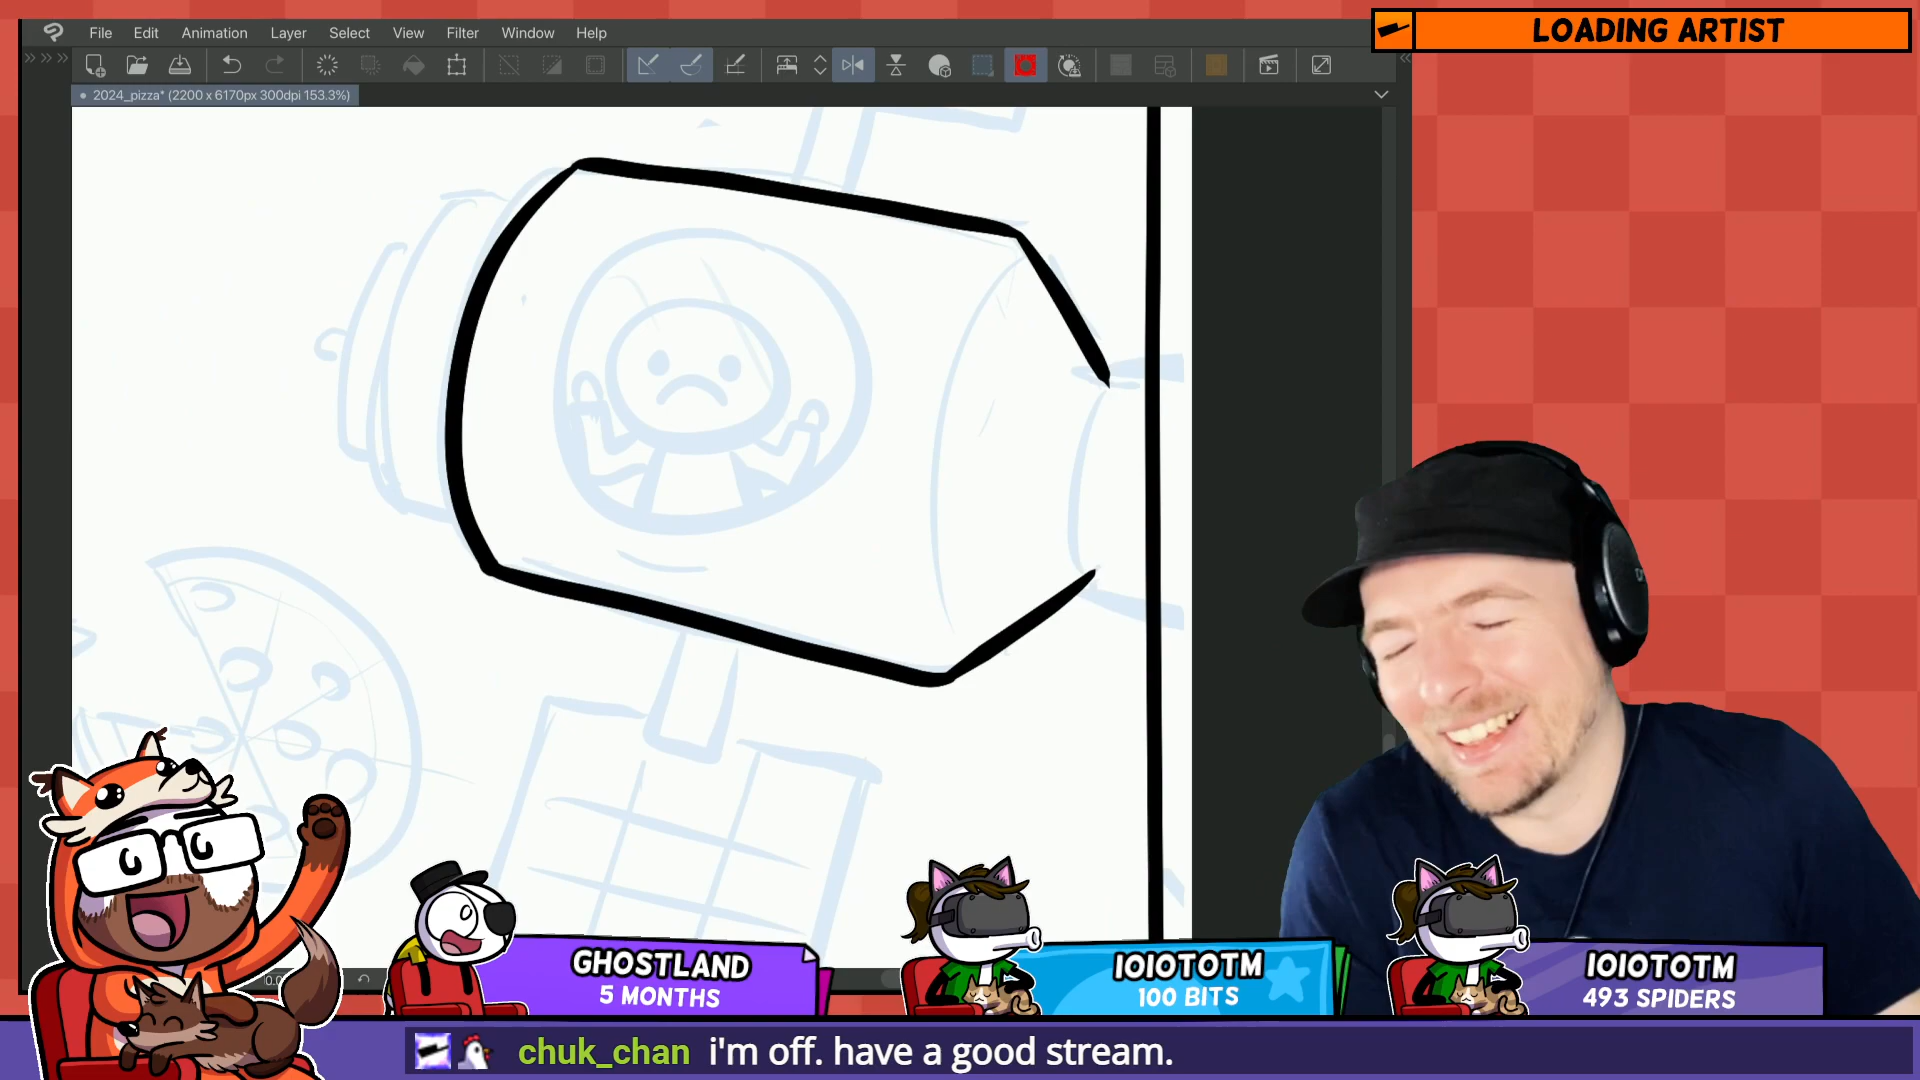 LOADING ARTIST
File Edit Animation Layer Select View Filter Window Help
2024_pizza* (2200 x 6170px 300dpi 153.3%)
GHOSTLAND
5 MONTHS
IOIOTOTM
100 BITS
IOIOTOTM
493 SPIDERS
chuk_chan i'm off. have a good stream.